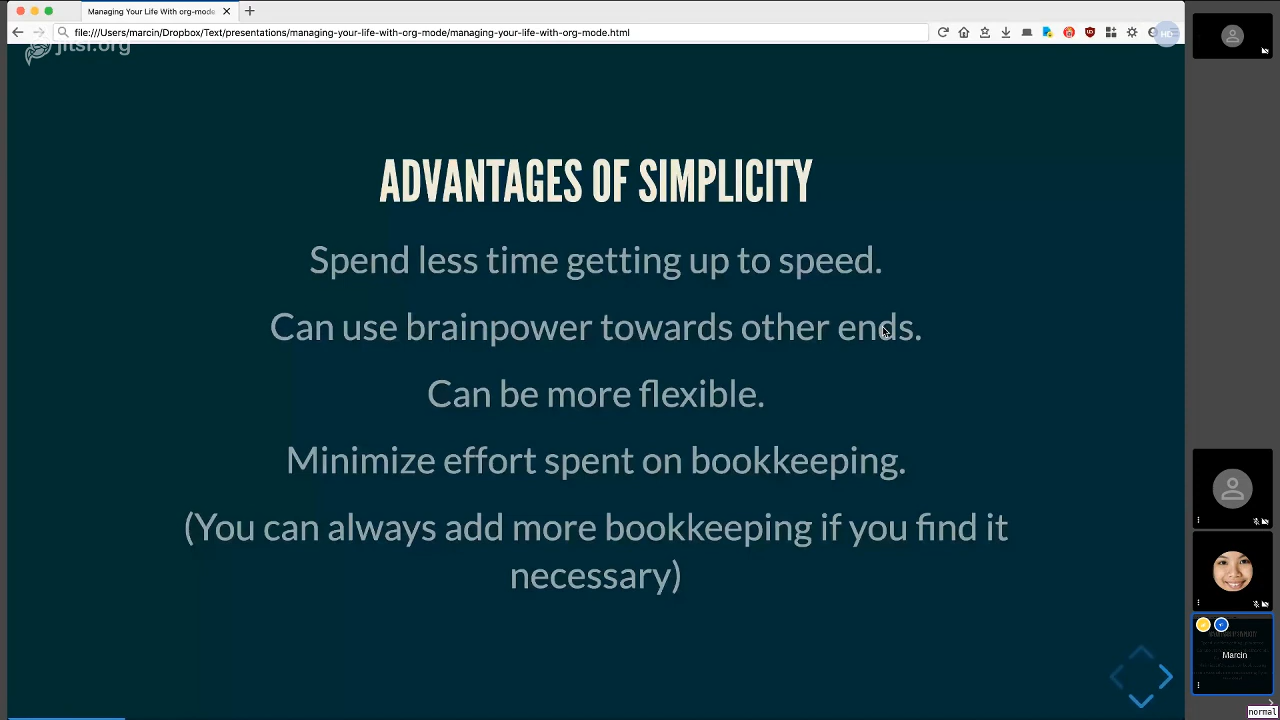 Managing Your Life With org-mode
file:///Users/marcin/Dropbox/Text/presentations/managing-your-life-with-org-mode/managing-your-life-with-org-mode.html
HD
jitsi.org
ADVANTAGES OF SIMPLICITY
Spend less time getting up to speed.
Can use brainpower towards other ends.
Can be more flexible.
Minimize effort spent on bookkeeping.
(You can always add more bookkeeping if you find it
necessary)
Marcin
normal